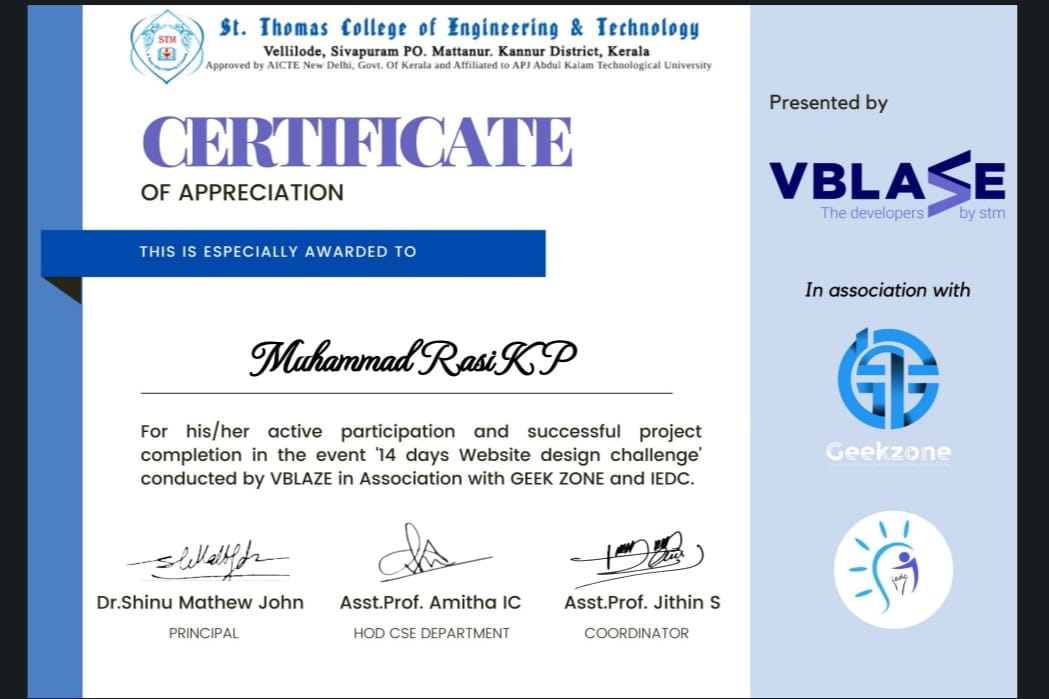 STM
St. Thomas College of Engineering & Technology
Vellilode, Sivapuram PO. Mattanur. Kannur District, Kerala
Approved by AICTE New Delhi, Govt. Of Kerala and Affiliated to APJ Abdul Kalam Technological University
CERTIFICATE
OF APPRECIATION
THIS IS ESPECIALLY AWARDED TO
Muhammad Rasi K P
For his/her active participation and successful project
completion in the event '14 days Website design challenge'
conducted by VBLAZE in Association with GEEK ZONE and IEDC.
Dr.Shinu Mathew John
PRINCIPAL
Asst.Prof. Amitha IC
HOD CSE DEPARTMENT
Asst.Prof. Jithin S
COORDINATOR
Presented by
VBLAZE
The developers by stm
In association with
Geekzone
iedc
17